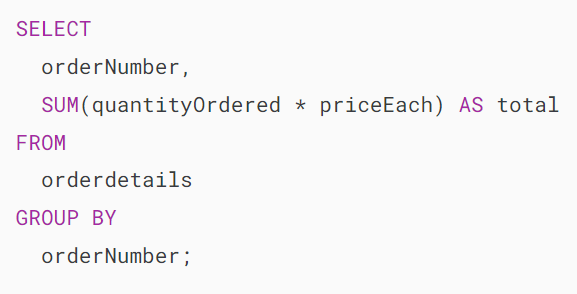 SELECT
orderNumber,
SUM(quantityOrdered * priceEach) AS total
FROM
orderdetails
GROUP BY
orderNumber;